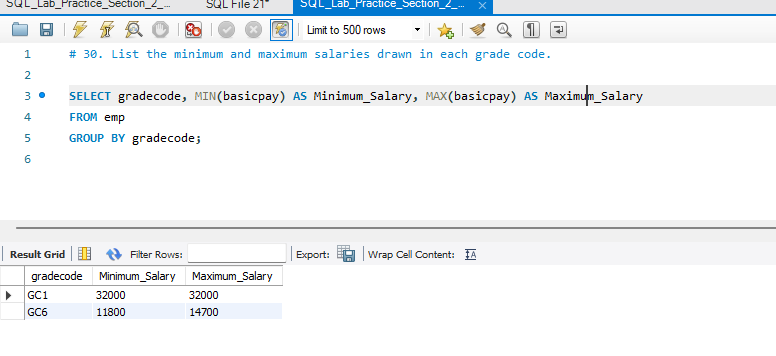 SQL_Lab_Practice_Section_2_... SQL File 21* SQL_Lab_Practice_Section_2_...
Limit to 500 rows
1 # 30. List the minimum and maximum salaries drawn in each grade code.
2
3 SELECT gradecode, MIN(basicpay) AS Minimum_Salary, MAX(basicpay) AS Maximum_Salary
4 FROM emp
5 GROUP BY gradecode;
6
Result Grid Filter Rows: Export: Wrap Cell Content: IA
gradecode Minimum_Salary Maximum_Salary
GC1 32000 32000
GC6 11800 14700